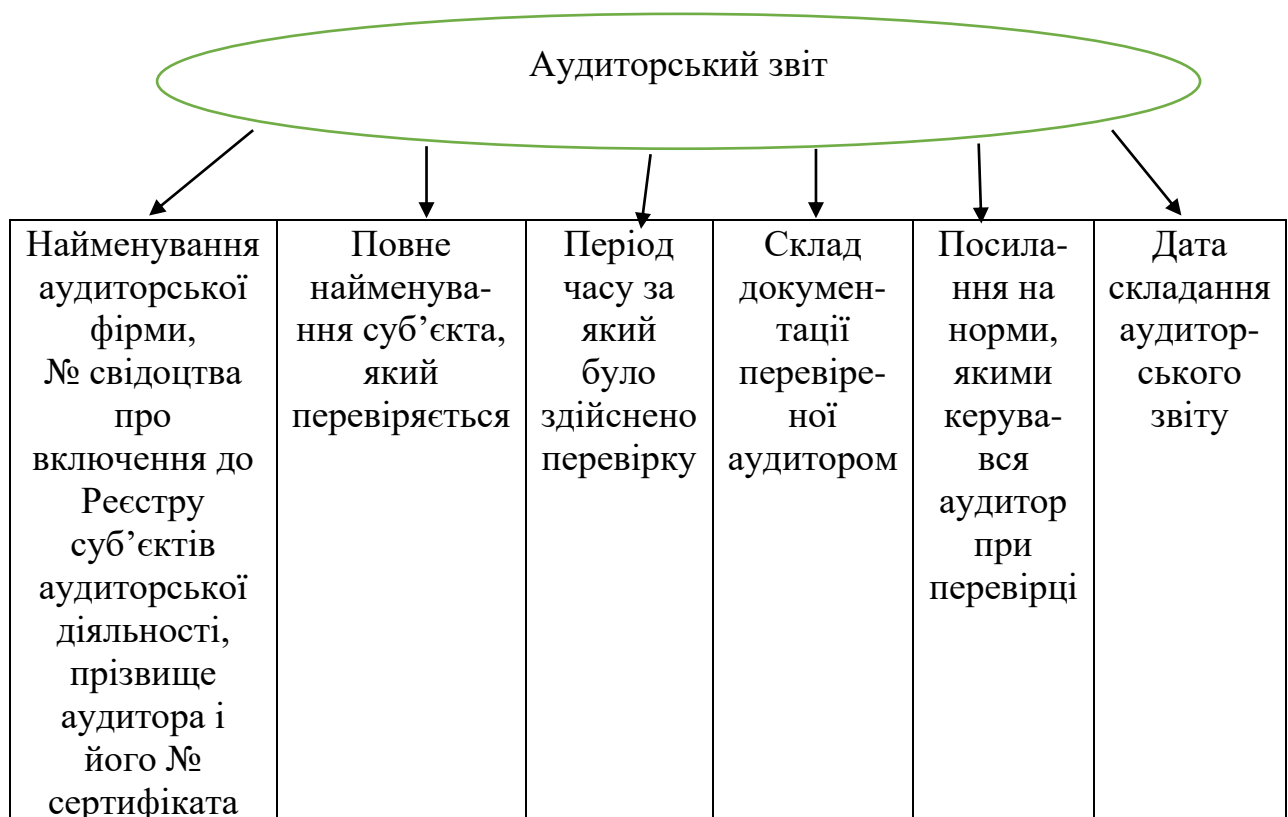 Аудиторський звіт
Найменування
аудиторської
фірми,
№ свідоцтва
про
включення до
Реєстру
суб’єктів
аудиторської
діяльності,
прізвище
аудитора і
його №
сертифіката
Повне
найменува-
ння суб’єкта,
який
перевіряється
Період
часу за
який
було
здійснено
перевірку
Склад
докумен-
тації
перевіре-
ної
аудитором
Посила-
ння на
норми,
якими
керува-
вся
аудитор
при
перевірці
Дата
складання
аудитор-
ського
звіту